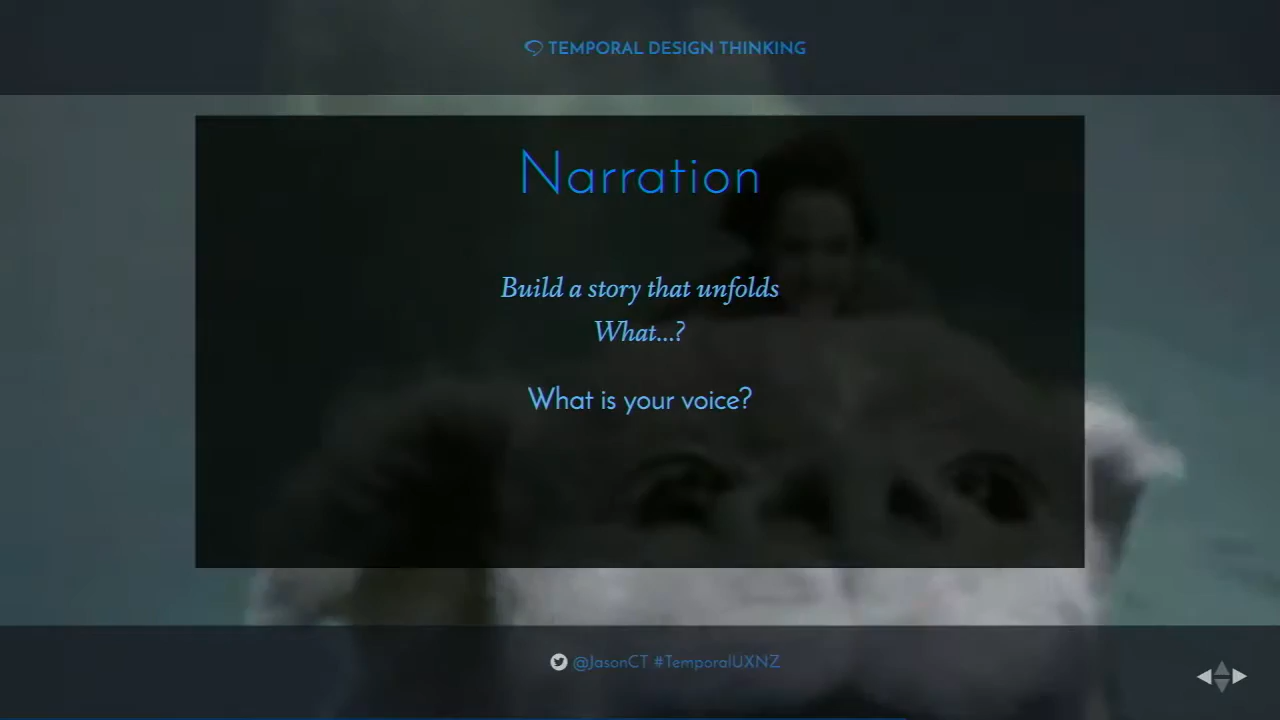 TEMPORAL DESIGN THINKING
Narration
Build a story that unfolds
What...?
What is your voice?
@JasonCT #TemporalUXNZ